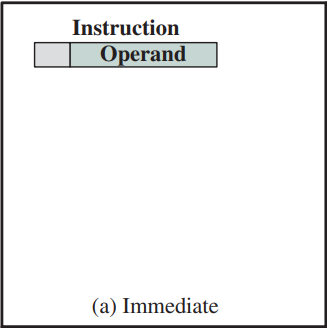 Instruction
Operand
(a) Immediate